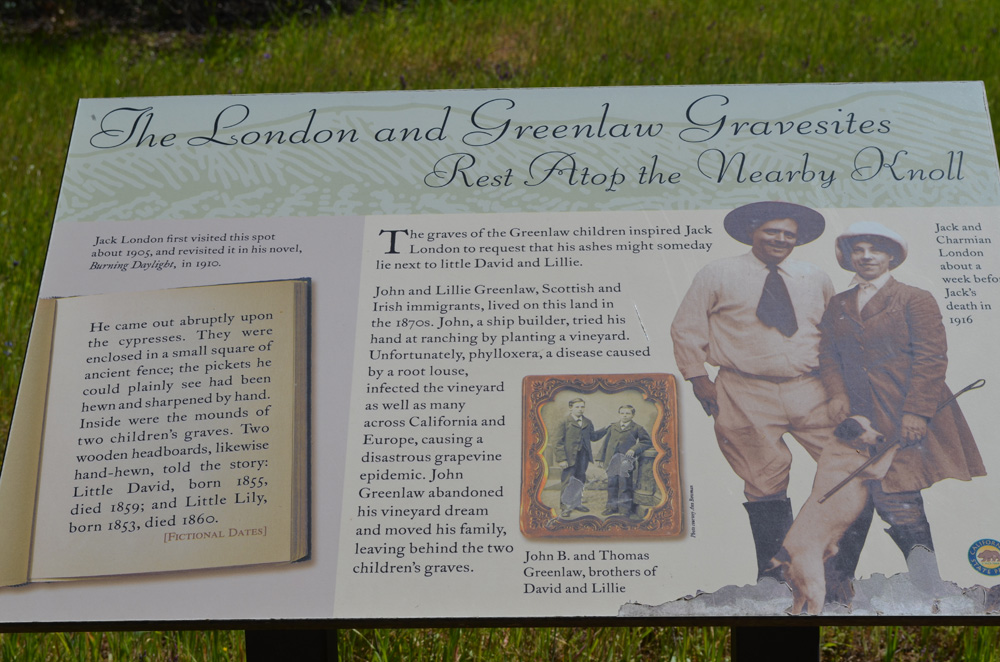 The London and Greenlaw Gravesites
Rest Atop the Nearby Knoll
Jack London first visited this spot
about 1905, and revisited it in his novel,
Burning Daylight, in 1910.
He came out abruptly upon
the cypresses. They were
enclosed in a small square of
ancient fence; the pickets he
could plainly see had been
hewn and sharpened by hand.
Inside were the mounds of
two children's graves. Two
wooden headboards, likewise
hand-hewn, told the story:
Little David, born 1855,
died 1859; and Little Lily,
born 1853, died 1860.
[FICTIONAL DATES]
The graves of the Greenlaw children inspired Jack
London to request that his ashes might someday
lie next to little David and Lillie.
John and Lillie Greenlaw, Scottish and
Irish immigrants, lived on this land in
the 1870s. John, a ship builder, tried his
hand at ranching by planting a vineyard.
Unfortunately, phylloxera, a disease caused
by a root louse,
infected the vineyard
as well as many
across California and
Europe, causing a
disastrous grapevine
epidemic. John
Greenlaw abandoned
his vineyard dream
and moved his family,
leaving behind the two
children's graves.
John B. and Thomas
Greenlaw, brothers of
David and Lillie
Jack and
Charmian
London
about a
week befo
Jack's
death in
1916
CALIFORNIA
STATE